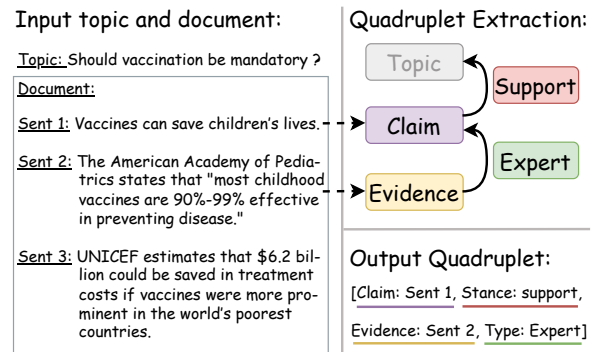 Input topic and document:
Topic: Should vaccination be mandatory ?
Document:
Sent 1: Vaccines can save children's lives.
Sent 2: The American Academy of Pedia-
trics states that "most childhood
vaccines are 90%-99% effective
in preventing disease."
Sent 3: UNICEF estimates that $6.2 bil-
lion could be saved in treatment
costs if vaccines were more pro-
minent in the world's poorest
countries.
Quadruplet Extraction:
Topic
Support
Claim
Expert
Evidence
Output Quadruplet:
[Claim: Sent 1, Stance: support,
Evidence: Sent 2, Type: Expert]